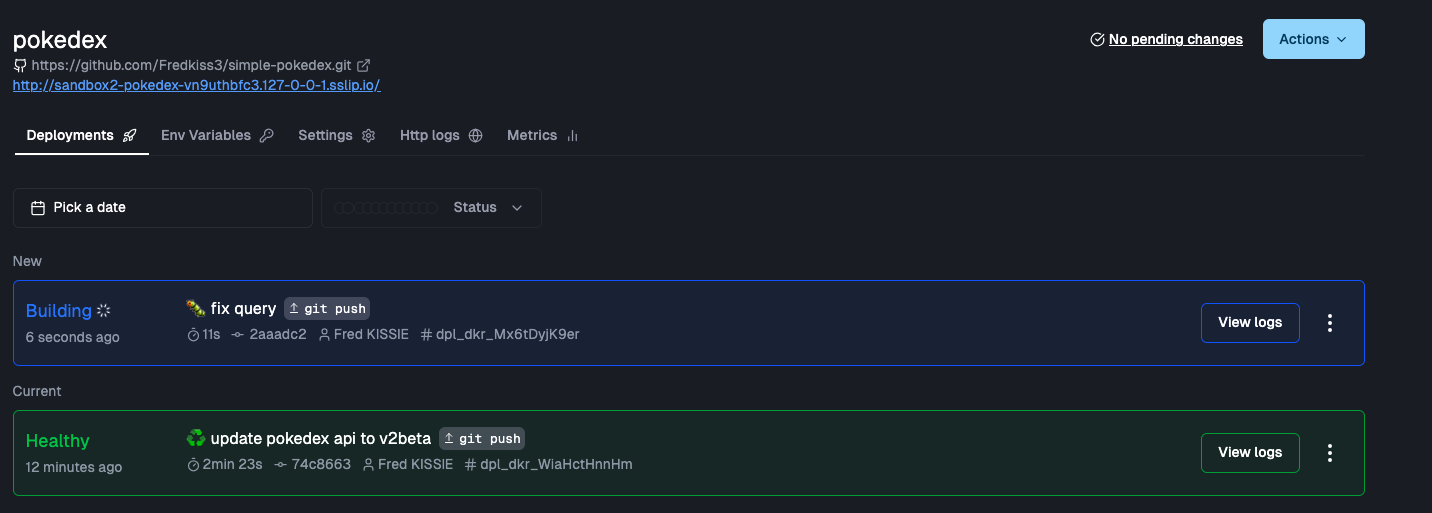 pokedex
No pending changes
Actions
https://github.com/Fredkiss3/simple-pokedex.git
http://sandbox2-pokedex-vn9uthbfc3.127-0-0-1.sslip.io/
Deployments Env Variables Settings Http logs Metrics
Pick a date Status
New
Building 🐛 fix query git push
6 seconds ago 11s 2aaadc2 Fred KISSIE # dpl_dkr_Mx6tDyjK9er
View logs
Current
Healthy ♻️ update pokedex api to v2beta git push
12 minutes ago 2min 23s 74c8663 Fred KISSIE # dpl_dkr_WiaHctHnnHm
View logs